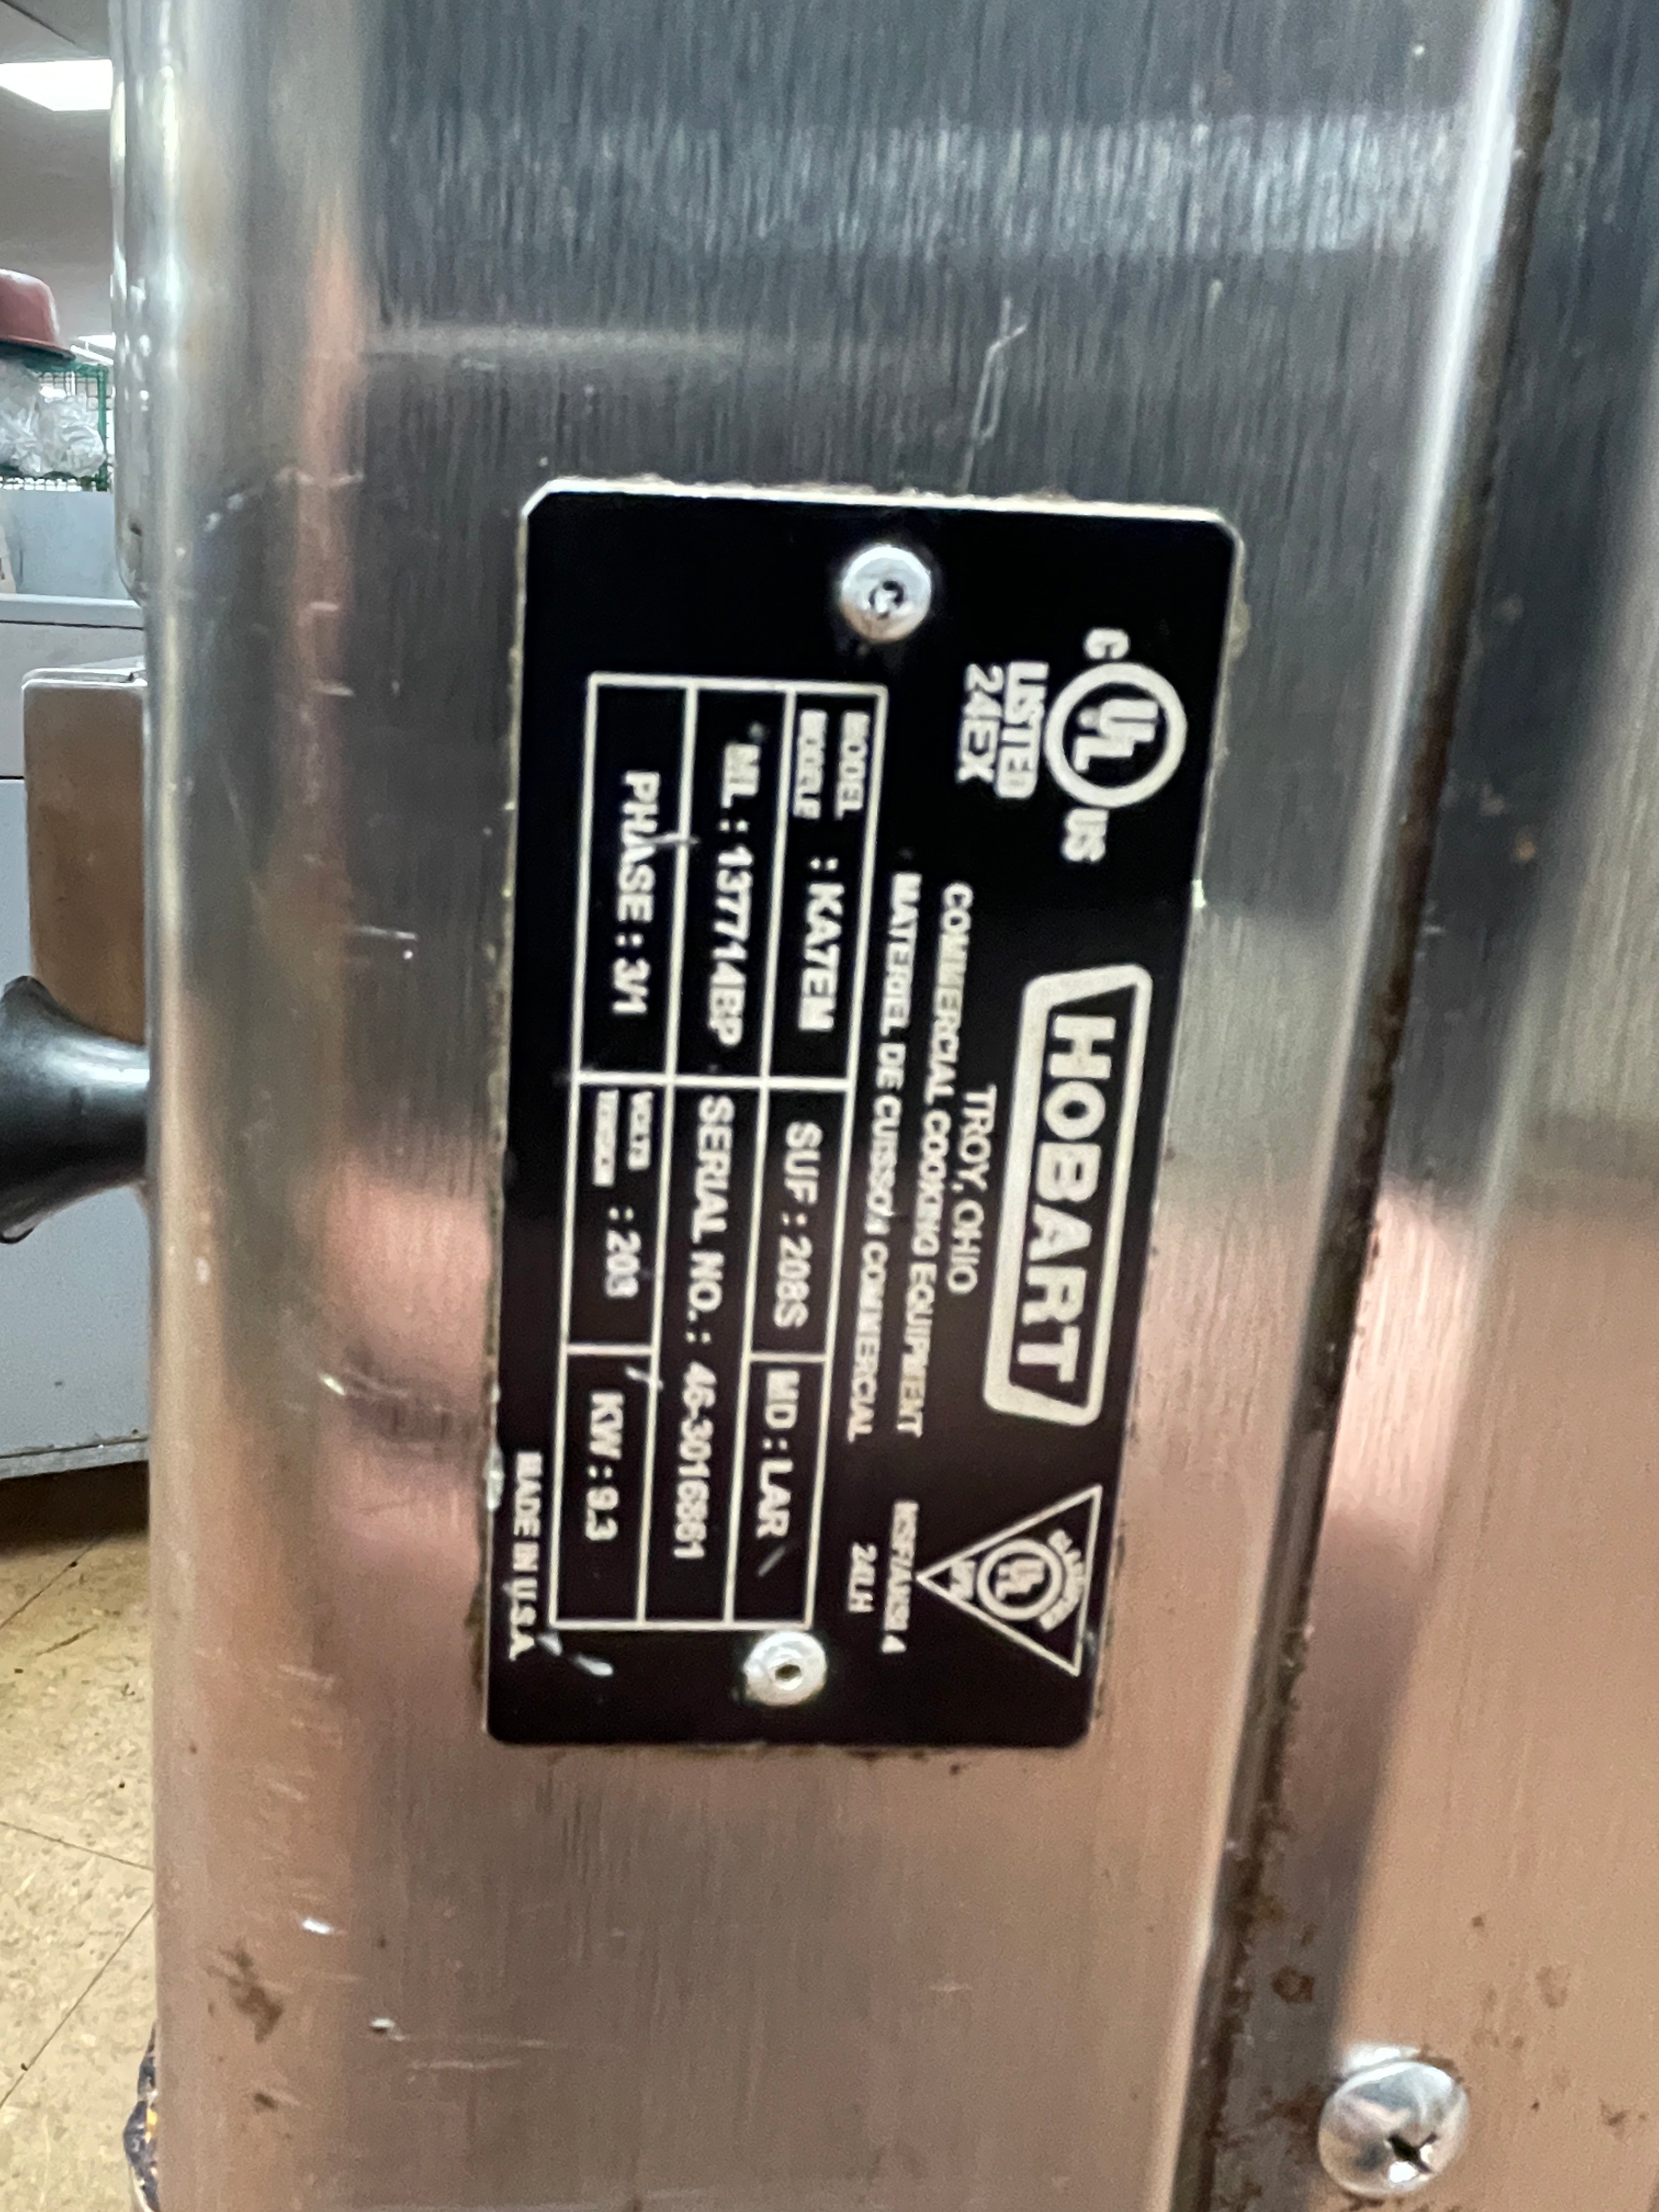 C UL US
LISTED
24EX
HOBART
TROY, OHIO
COMMERCIAL COOKING EQUIPMENT
MATERIEL DE CUISSON COMMERCIAL
UL
NSF/ANSI 4
24LH
MODEL
MODELE : KA7EM SUF : 208S MD : LAR
ML : 137714BP SERIAL NO. : 46-3016861
PHASE : 3/1 VOLTS
TENSION : 208 KW : 9.3
MADE IN U.S.A.